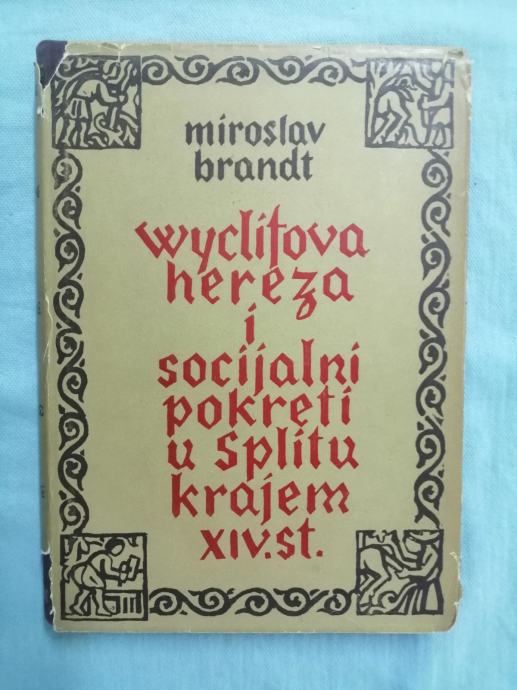 miroslav
brandt
wyclifova
hereza
i
socijalni
pokreti
u Splitu
krajem
XIV.st.